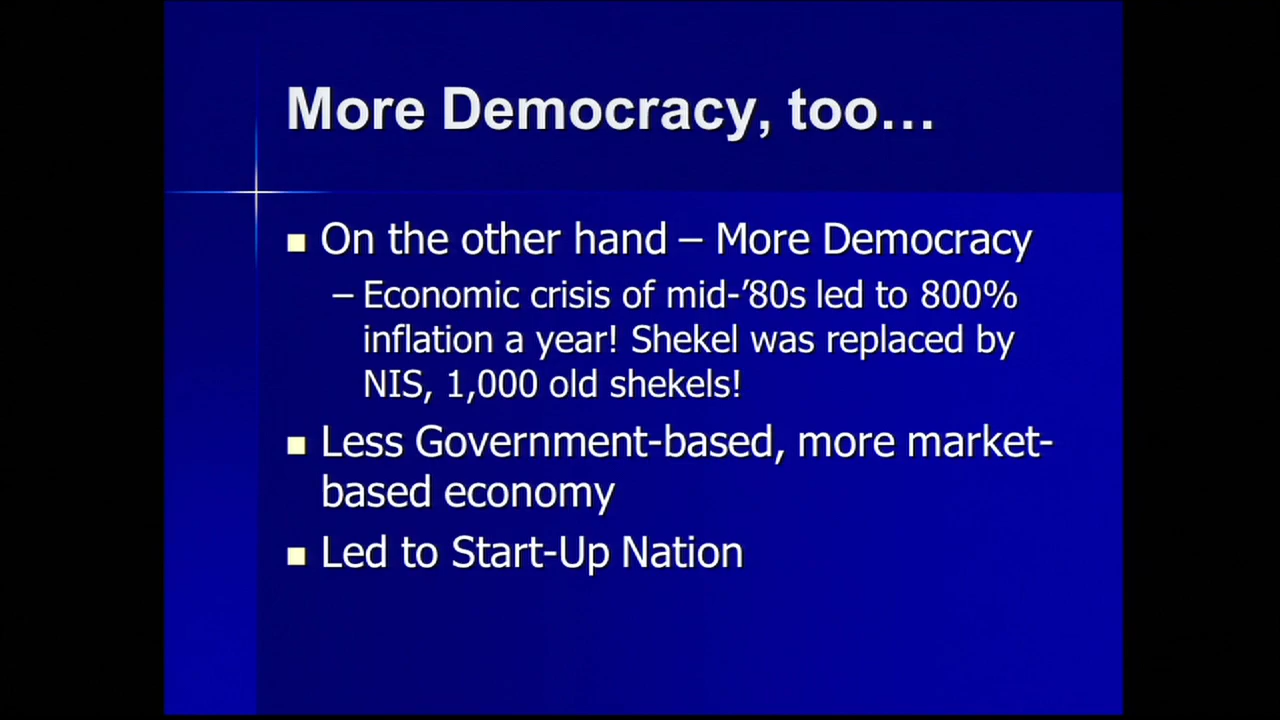 More Democracy, too…
On the other hand – More Democracy
– Economic crisis of mid-’80s led to 800%
inflation a year! Shekel was replaced by
NIS, 1,000 old shekels!
Less Government-based, more market-
based economy
Led to Start-Up Nation